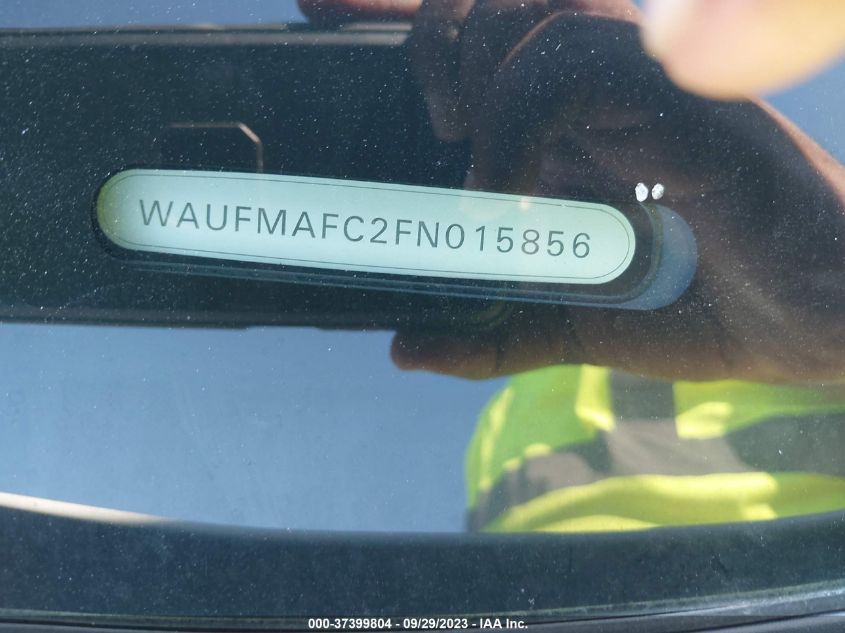 WAUFMAFC2FN015856
000-37399804 - 09/29/2023 - IAA Inc.